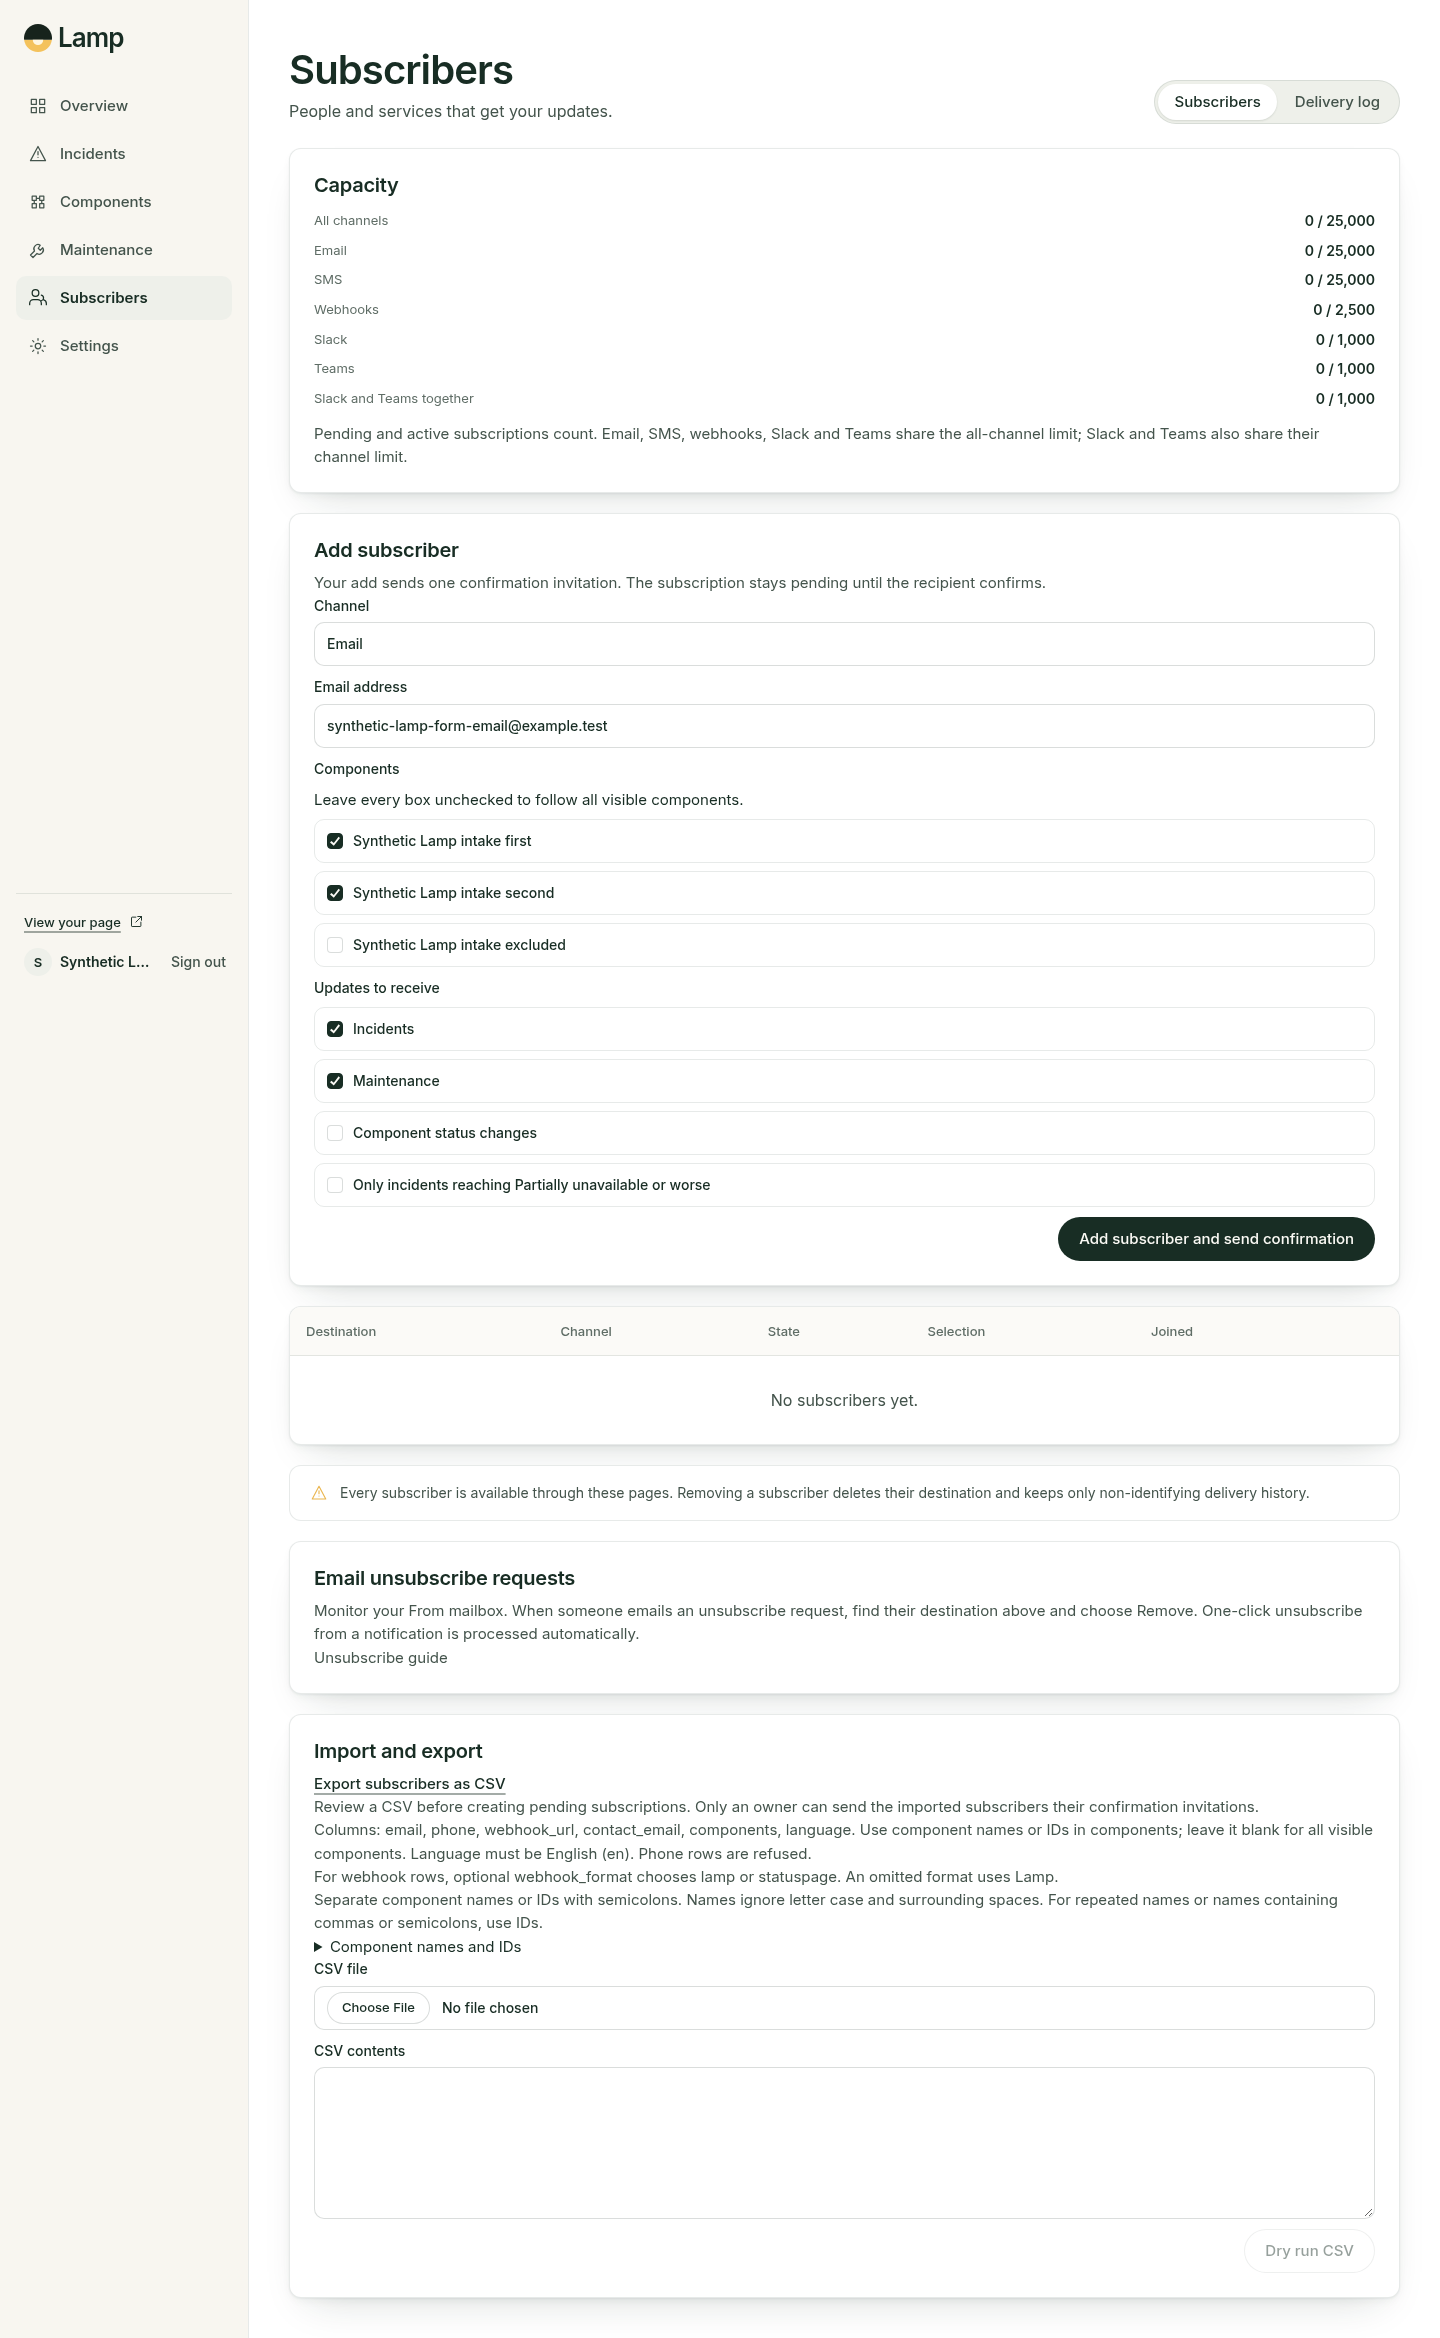 Lamp
Overview
Incidents
Components
Maintenance
Subscribers
Settings
View your page
S Synthetic L... Sign out
Subscribers
People and services that get your updates.
Subscribers Delivery log
Capacity
All channels 0 / 25,000
Email 0 / 25,000
SMS 0 / 25,000
Webhooks 0 / 2,500
Slack 0 / 1,000
Teams 0 / 1,000
Slack and Teams together 0 / 1,000
Pending and active subscriptions count. Email, SMS, webhooks, Slack and Teams share the all-channel limit; Slack and Teams also share their
channel limit.
Add subscriber
Your add sends one confirmation invitation. The subscription stays pending until the recipient confirms.
Channel
Email
Email address
synthetic-lamp-form-email@example.test
Components
Leave every box unchecked to follow all visible components.
Synthetic Lamp intake first
Synthetic Lamp intake second
Synthetic Lamp intake excluded
Updates to receive
Incidents
Maintenance
Component status changes
Only incidents reaching Partially unavailable or worse
Add subscriber and send confirmation
Destination Channel State Selection Joined
No subscribers yet.
Every subscriber is available through these pages. Removing a subscriber deletes their destination and keeps only non-identifying delivery history.
Email unsubscribe requests
Monitor your From mailbox. When someone emails an unsubscribe request, find their destination above and choose Remove. One-click unsubscribe
from a notification is processed automatically.
Unsubscribe guide
Import and export
Export subscribers as CSV
Review a CSV before creating pending subscriptions. Only an owner can send the imported subscribers their confirmation invitations.
Columns: email, phone, webhook_url, contact_email, components, language. Use component names or IDs in components; leave it blank for all visible
components. Language must be English (en). Phone rows are refused.
For webhook rows, optional webhook_format chooses lamp or statuspage. An omitted format uses Lamp.
Separate component names or IDs with semicolons. Names ignore letter case and surrounding spaces. For repeated names or names containing
commas or semicolons, use IDs.
Component names and IDs
CSV file
Choose File No file chosen
CSV contents
Dry run CSV